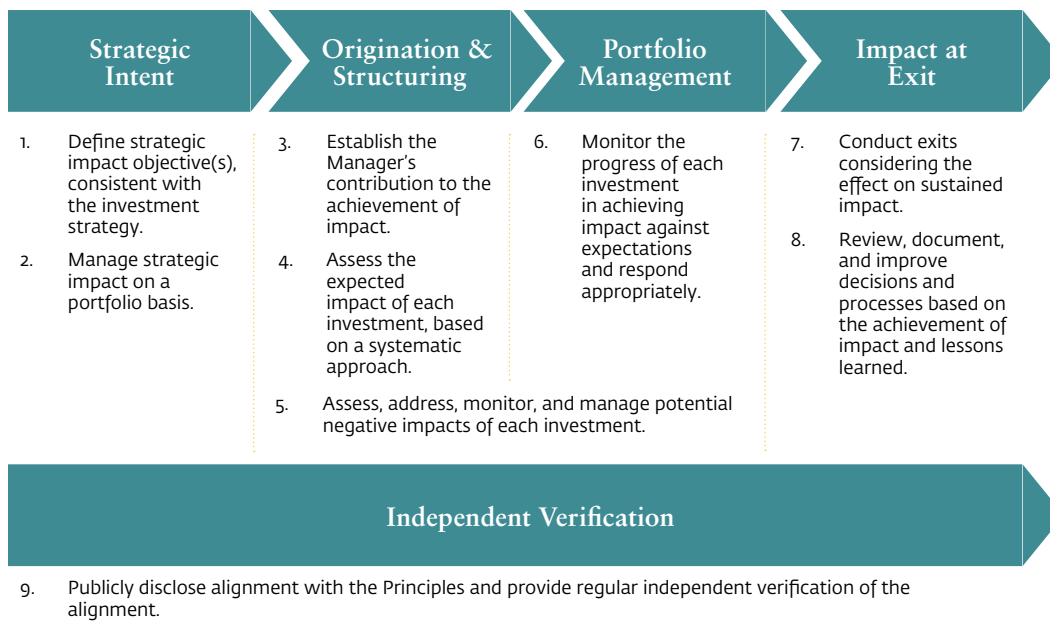 Strategic
Intent
Origination &
Structuring
Portfolio
Management
Impact at
Exit
1. Define strategic
impact objective(s),
consistent with
the investment
strategy.
2. Manage strategic
impact on a
portfolio basis.
3. Establish the
Manager's
contribution to the
achievement of
impact.
4. Assess the
expected
impact of each
investment, based
on a systematic
approach.
6. Monitor the
progress of each
investment
in achieving
impact against
expectations
and respond
appropriately.
7. Conduct exits
considering the
effect on sustained
impact.
8. Review, document,
and improve
decisions and
processes based on
the achievement of
impact and lessons
learned.
5. Assess, address, monitor, and manage potential
negative impacts of each investment.
Independent Verification
9. Publicly disclose alignment with the Principles and provide regular independent verification of the
alignment.